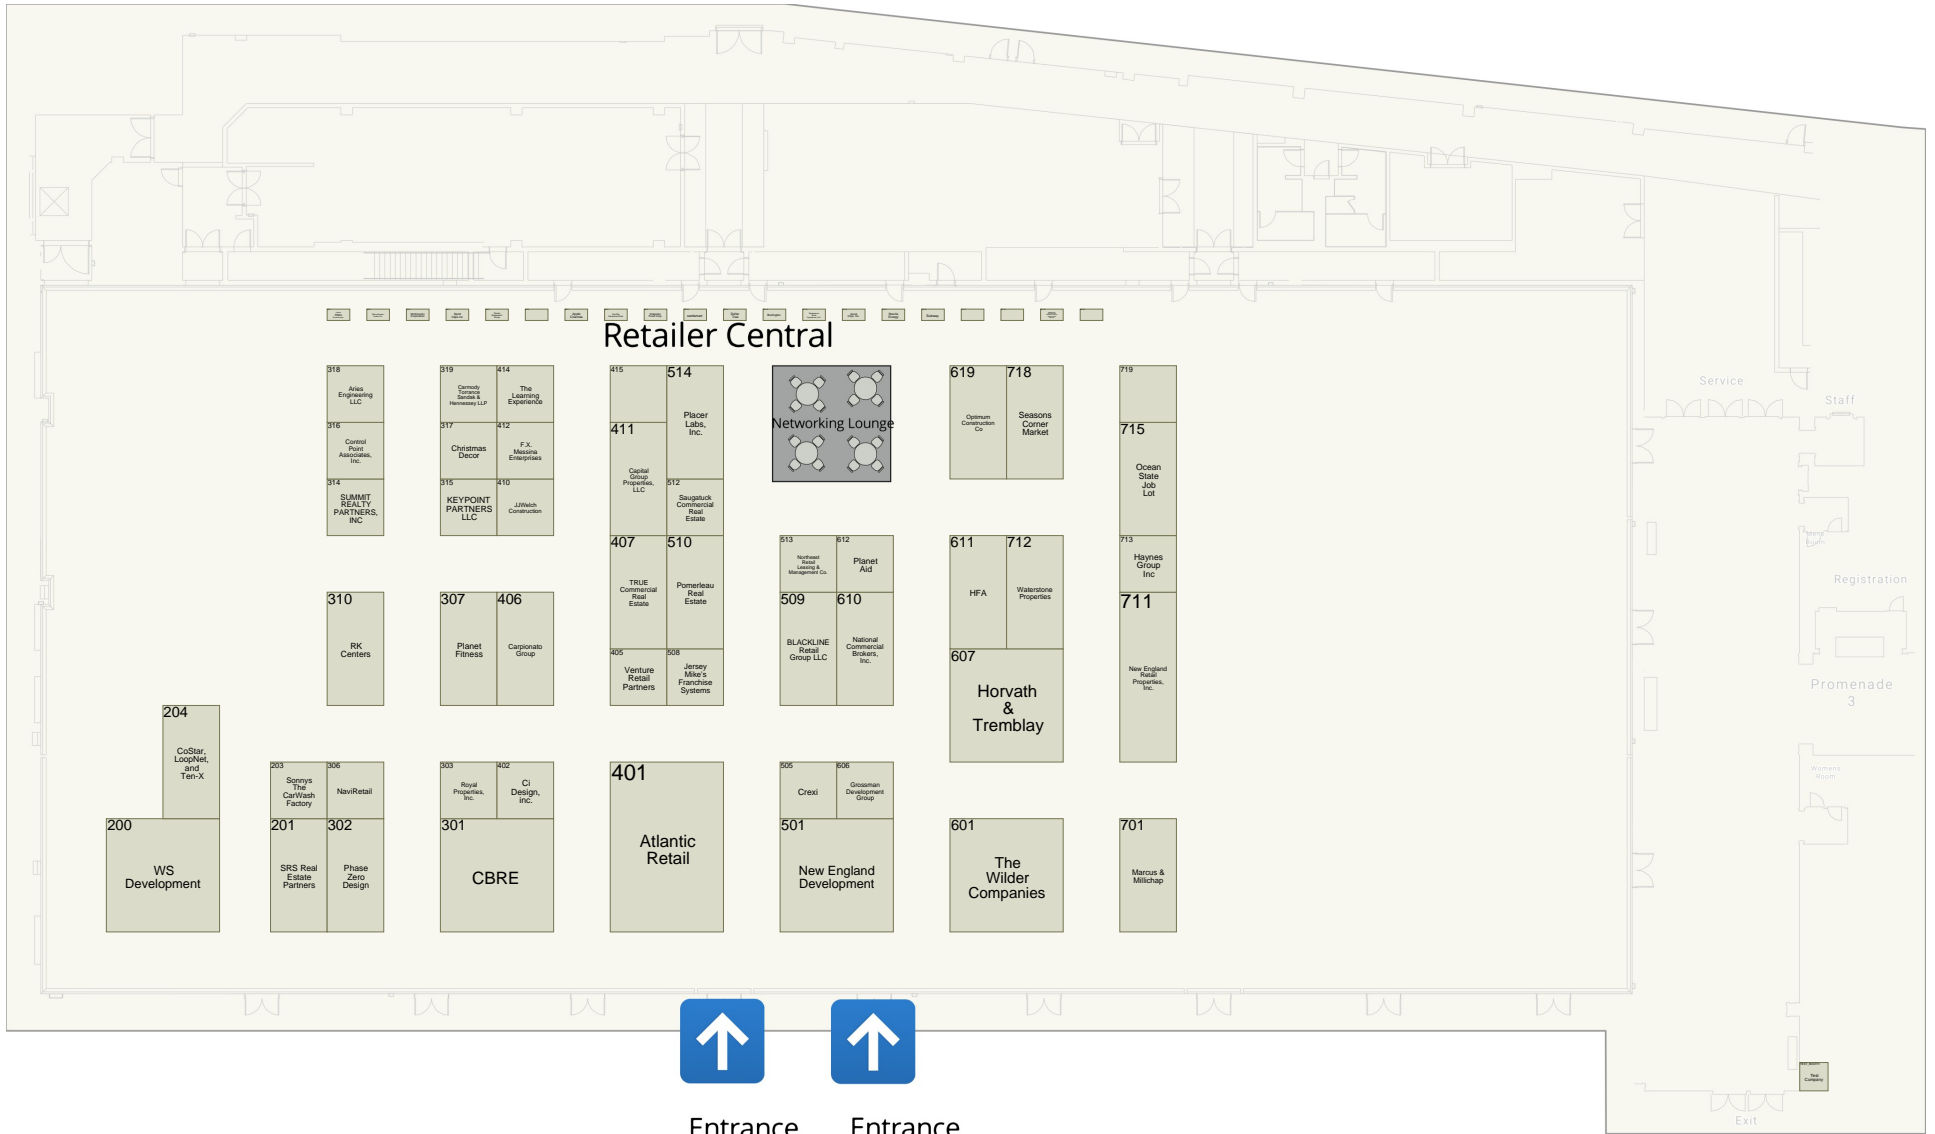 Retailer Central
318
Aries
Engineering
LLC
316
Control
Point
Associates,
Inc.
314
SUMMIT
REALTY
PARTNERS,
INC
319
Carmody
Torrance
Sandak &
Hennessey LLP
414
The
Learning
Experience
317
Christmas
Decor
412
F.X.
Messina
Enterprises
315
KEYPOINT
PARTNERS
LLC
410
JJWelch
Construction
415
514
Placer
Labs,
Inc.
411
Capital
Group
Properties,
LLC
512
Saugatuck
Commercial
Real
Estate
407
TRUE
Commercial
Real
Estate
510
Pomerleau
Real
Estate
405
Venture
Retail
Partners
508
Jersey
Mike's
Franchise
Systems
Networking Lounge
513
Northeast
Retail
Leasing &
Management Co.
612
Planet
Aid
509
BLACKLINE
Retail
Group LLC
610
National
Commercial
Brokers,
Inc.
619
Optimum
Construction
Co
718
Seasons
Corner
Market
611
HFA
712
Waterstone
Properties
607
Horvath
&
Tremblay
719
715
Ocean
State
Job
Lot
713
Haynes
Group
Inc
711
New England
Retail
Properties,
Inc.
310
RK
Centers
307
Planet
Fitness
406
Carpionato
Group
204
CoStar,
LoopNet,
and
Ten-X
200
WS
Development
203
Sonnys
The
CarWash
Factory
306
NaviRetail
201
SRS Real
Estate
Partners
302
Phase
Zero
Design
303
Royal
Properties,
Inc.
402
Ci
Design,
inc.
301
CBRE
401
Atlantic
Retail
505
Crexi
606
Grossman
Development
Group
501
New England
Development
601
The
Wilder
Companies
701
Marcus &
Millichap
Service
Staff
Mens
Room
Registration
Promenade
3
Womens
Room
Test
Company
Exit
Entrance
Entrance